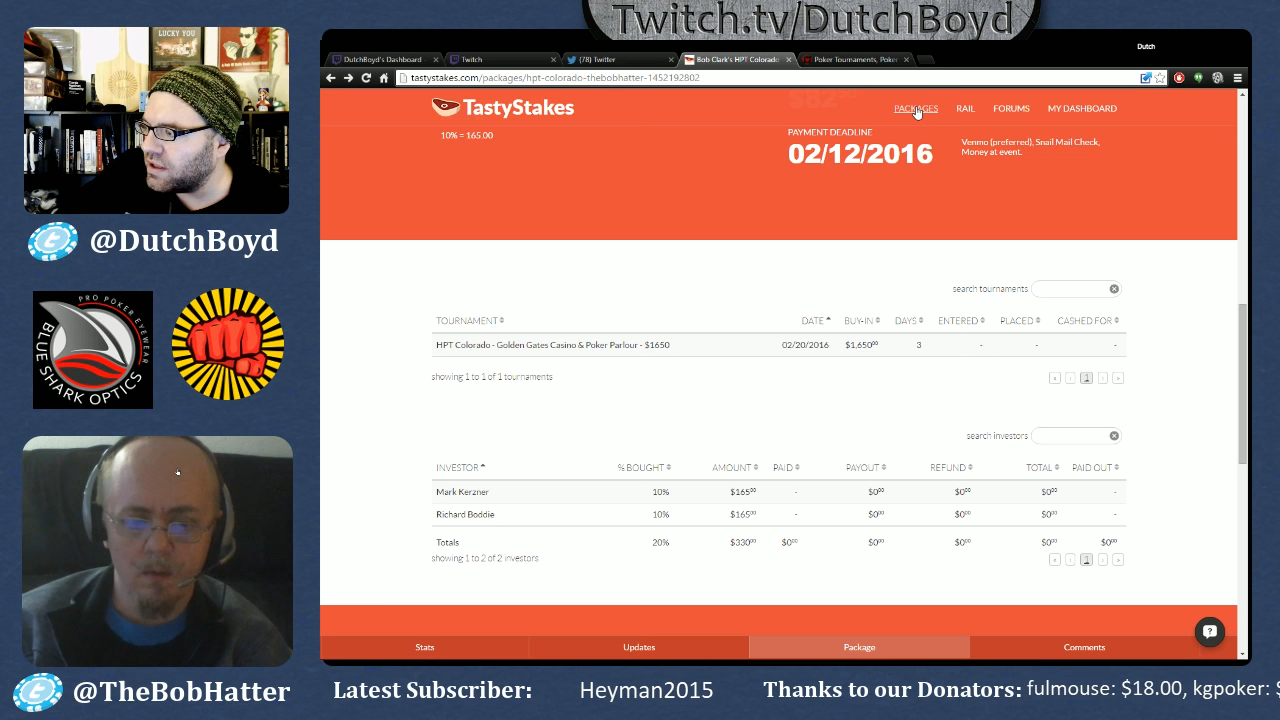 Twitch.tv/DutchBoyd
Dutch
DutchBoyd's Dashboard
Twitch
(78) Twitter
Bob Clark's HPT Colorado
Poker Tournaments, Poker
tastystakes.com/packages/hpt-colorado-thebobhatter-1452192802
TastyStakes
PACKAGES
RAIL
FORUMS
MY DASHBOARD
10% = 165.00
PAYMENT DEADLINE
02/12/2016
Venmo (preferred), Snail Mail Check,
Money at event.
LUCKY YOU
@DutchBoyd
PRO POKER EYEWEAR
BLUE SHARK OPTICS
search tournaments
TOURNAMENT DATE BUY-IN DAYS ENTERED PLACED CASHED FOR
HPT Colorado - Golden Gates Casino & Poker Parlour - $1650 02/20/2016 $1,650.00 3 - - -
showing 1 to 1 of 1 tournaments
1
search investors
INVESTOR % BOUGHT AMOUNT PAID PAYOUT REFUND TOTAL PAID OUT
Mark Kerzner 10% $165.00 - $0.00 $0.00 $0.00 -
Richard Boddie 10% $165.00 - $0.00 $0.00 $0.00 -
Totals 20% $330.00 $0.00 $0.00 $0.00 $0.00 $0.00
showing 1 to 2 of 2 investors
1
Stats
Updates
Package
Comments
@TheBobHatter
Latest Subscriber: Heyman2015
Thanks to our Donators: fulmouse: $18.00, kgpoker: $